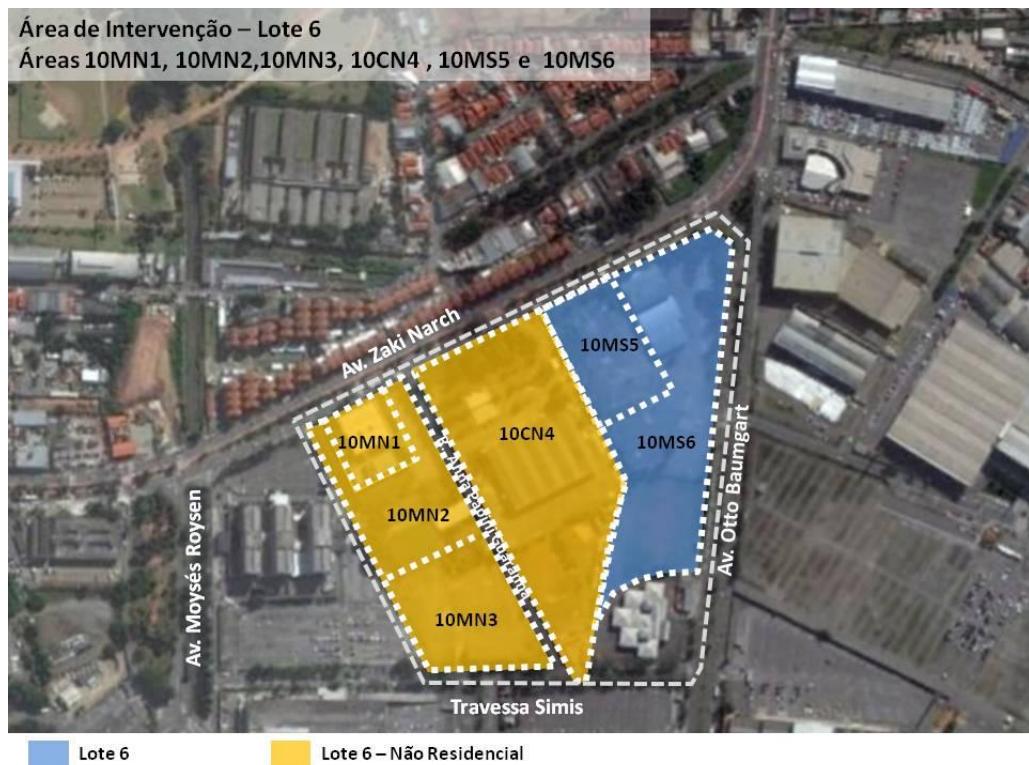 Área de Intervenção – Lote 6
Áreas 10MN1, 10MN2,10MN3, 10CN4 , 10MS5 e 10MS6
Av. Zaki Narch
10MS5
10MN1
10CN4
10MS6
R. Anna
10MN2
Av. Otto Baumgart
Av. Moysés Roysen
10MN3
Travessa Simis
Lote 6
Lote 6 – Não Residencial